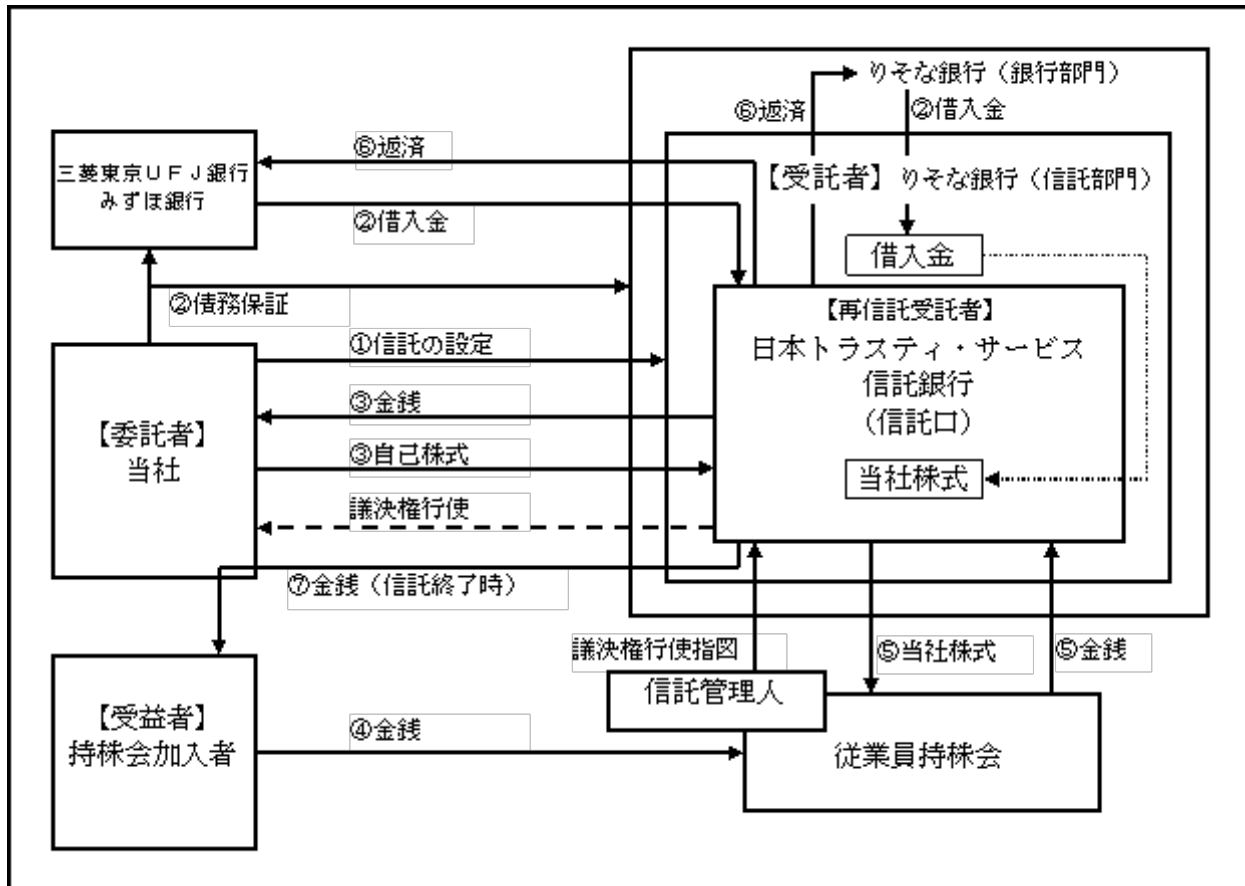 りそな銀行（銀行部門）
⑥返済
②借入金
⑥返済
三菱東京ＵＦＪ銀行
みずほ銀行
【受託者】りそな銀行（信託部門）
②借入金
借入金
②債務保証
【再信託受託者】
日本トラスティ・サービス
信託銀行
（信託口）
①信託の設定
③金銭
【委託者】
当社
③自己株式
当社株式
議決権行使
⑦金銭（信託終了時）
議決権行使指図
⑤当社株式
⑤金銭
信託管理人
【受益者】
持株会加入者
④金銭
従業員持株会